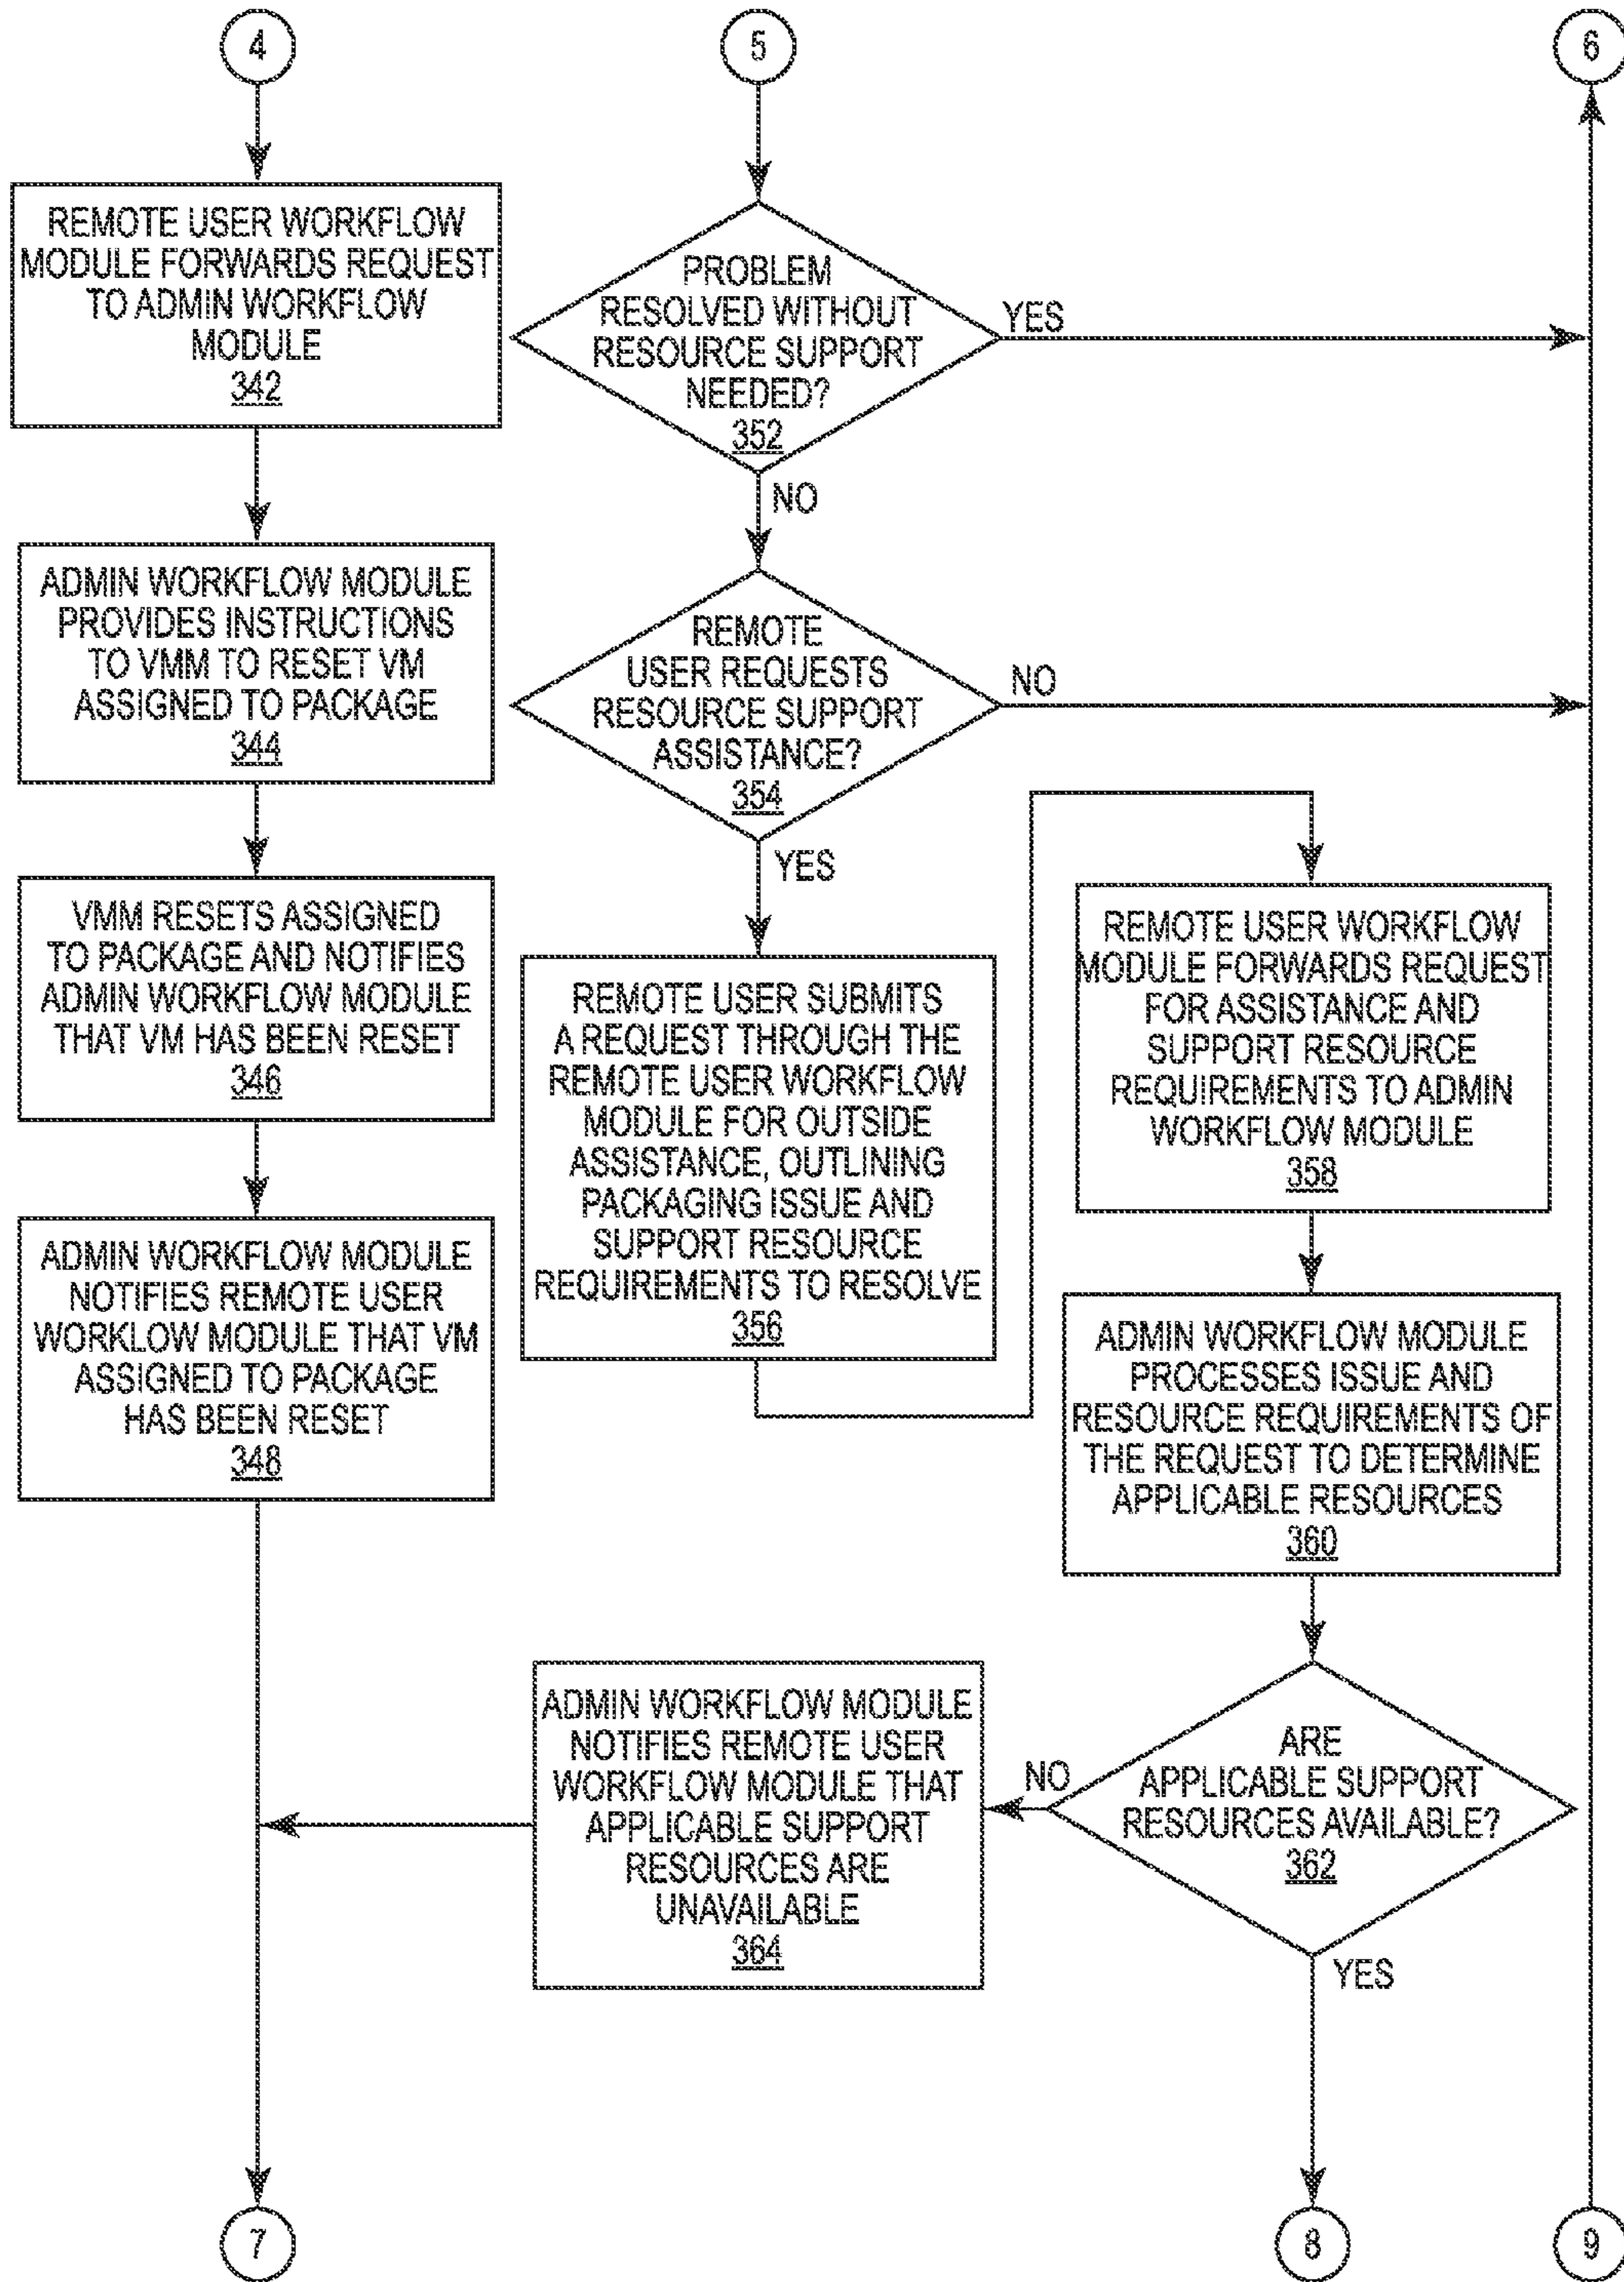 4
5
6
REMOTE USER WORKFLOW
MODULE FORWARDS REQUEST
TO ADMIN WORKFLOW
MODULE
342
ADMIN WORKFLOW MODULE
PROVIDES INSTRUCTIONS
TO VMM TO RESET VM
ASSIGNED TO PACKAGE
344
VMM RESETS ASSIGNED
TO PACKAGE AND NOTIFIES
ADMIN WORKFLOW MODULE
THAT VM HAS BEEN RESET
346
ADMIN WORKFLOW MODULE
NOTIFIES REMOTE USER
WORKLOW MODULE THAT VM
ASSIGNED TO PACKAGE
HAS BEEN RESET
348
PROBLEM
RESOLVED WITHOUT
RESOURCE SUPPORT
NEEDED?
352
YES
NO
REMOTE
USER REQUESTS
RESOURCE SUPPORT
ASSISTANCE?
354
NO
YES
REMOTE USER SUBMITS
A REQUEST THROUGH THE
REMOTE USER WORKFLOW
MODULE FOR OUTSIDE
ASSISTANCE, OUTLINING
PACKAGING ISSUE AND
SUPPORT RESOURCE
REQUIREMENTS TO RESOLVE
356
REMOTE USER WORKFLOW
MODULE FORWARDS REQUEST
FOR ASSISTANCE AND
SUPPORT RESOURCE
REQUIREMENTS TO ADMIN
WORKFLOW MODULE
358
ADMIN WORKFLOW MODULE
PROCESSES ISSUE AND
RESOURCE REQUIREMENTS OF
THE REQUEST TO DETERMINE
APPLICABLE RESOURCES
360
ARE
APPLICABLE SUPPORT
RESOURCES AVAILABLE?
362
NO
YES
ADMIN WORKFLOW MODULE
NOTIFIES REMOTE USER
WORKFLOW MODULE THAT
APPLICABLE SUPPORT
RESOURCES ARE
UNAVAILABLE
364
7
8
9